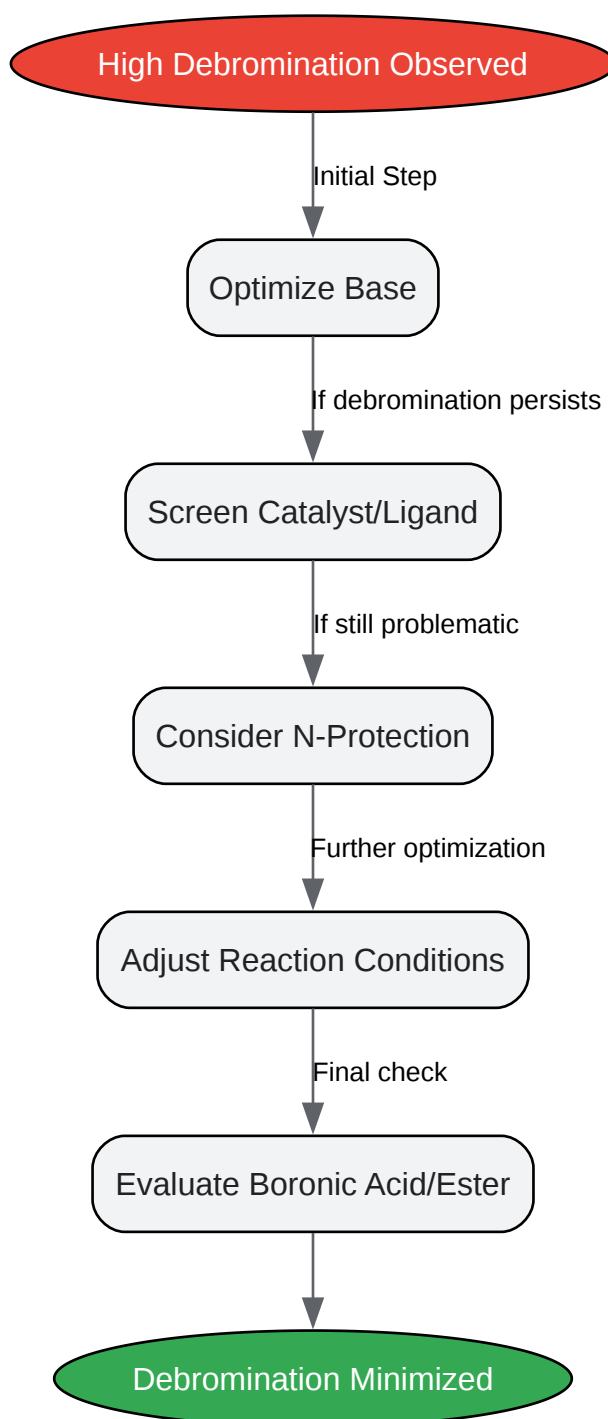 High Debromination Observed
Initial Step
Optimize Base
If debromination persists
Screen Catalyst/Ligand
If still problematic
Consider N-Protection
Further optimization
Adjust Reaction Conditions
Final check
Evaluate Boronic Acid/Ester
Debromination Minimized